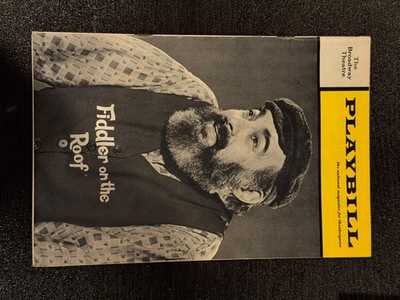 The
Broadway
Theatre
PLAYBILL
the national magazine for theatregoers
Fiddler on the
Roof